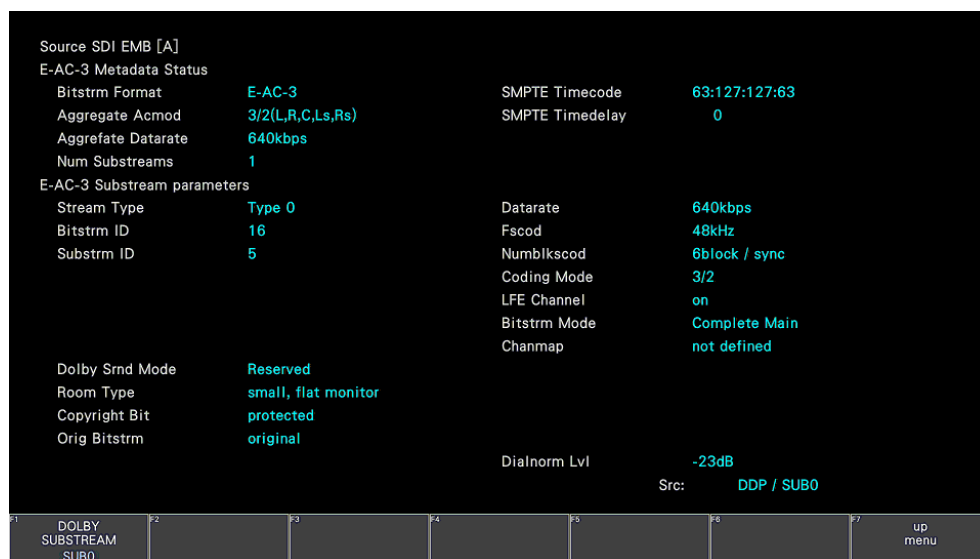 Source SDI EMB [A]
E-AC-3 Metadata Status
Bitstrm Format E-AC-3 SMPTE Timecode 63:127:127:63
Aggregate Acmod 3/2(L,R,C,Ls,Rs) SMPTE Timedelay 0
Aggrefate Datarate 640kbps
Num Substreams 1
E-AC-3 Substream parameters
Stream Type Type 0 Datarate 640kbps
Bitstrm ID 16 Fscod 48kHz
Substrm ID 5 Numblkscod 6block / sync
Coding Mode 3/2
LFE Channel on
Bitstrm Mode Complete Main
Chanmap not defined
Dolby Srnd Mode Reserved
Room Type small, flat monitor
Copyright Bit protected
Orig Bitstrm original
Dialnorm Lvl -23dB
Src: DDP / SUB0
F1 F2 F3 F4 F5 F6 F7
DOLBY up
SUBSTREAM menu
SUB0